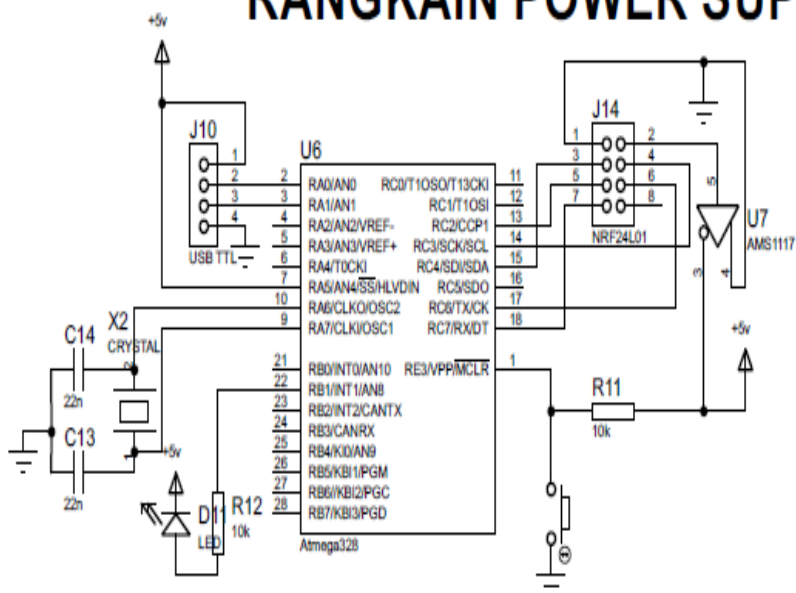 RANGKAIN POWER SUP
+5v
J10
1
2
3
4
USB TTL
U6
2 RA0/AN0 RC0/T1OSO/T13CKI 11
3 RA1/AN1 RC1/T1OSI 12
4 RA2/AN2/VREF- RC2/CCP1 13
5 RA3/AN3/VREF+ RC3/SCK/SCL 14
6 RA4/T0CKI RC4/SDI/SDA 15
7 RA5/AN4/SS/HLVDIN RC5/SDO 16
10 RA6/CLKO/OSC2 RC6/TX/CK 17
9 RA7/CLKI/OSC1 RC7/RX/DT 18
21 RB0/INT0/AN10 RE3/VPP/MCLR 1
22 RB1/INT1/AN8
23 RB2/INT2/CANTX
24 RB3/CANRX
25 RB4/KI0/AN9
26 RB5/KBI1/PGM
27 RB6//KBI2/PGC
28 RB7/KBI3/PGD
Atmega328
J14
1 2
3 4
5 6
7 8
NRF24L01
5
U7
AMS1117
3 4
+5v
R11
10k
C14
22n
X2
CRYSTAL
2
1
C13
22n
+5v
D11
LED
R12
10k